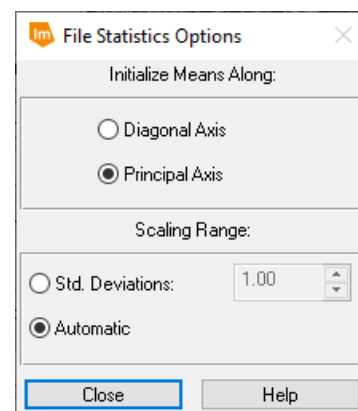 Im File Statistics Options
Initialize Means Along:
Diagonal Axis
Principal Axis
Scaling Range:
Std. Deviations: 1.00
Automatic
Close Help